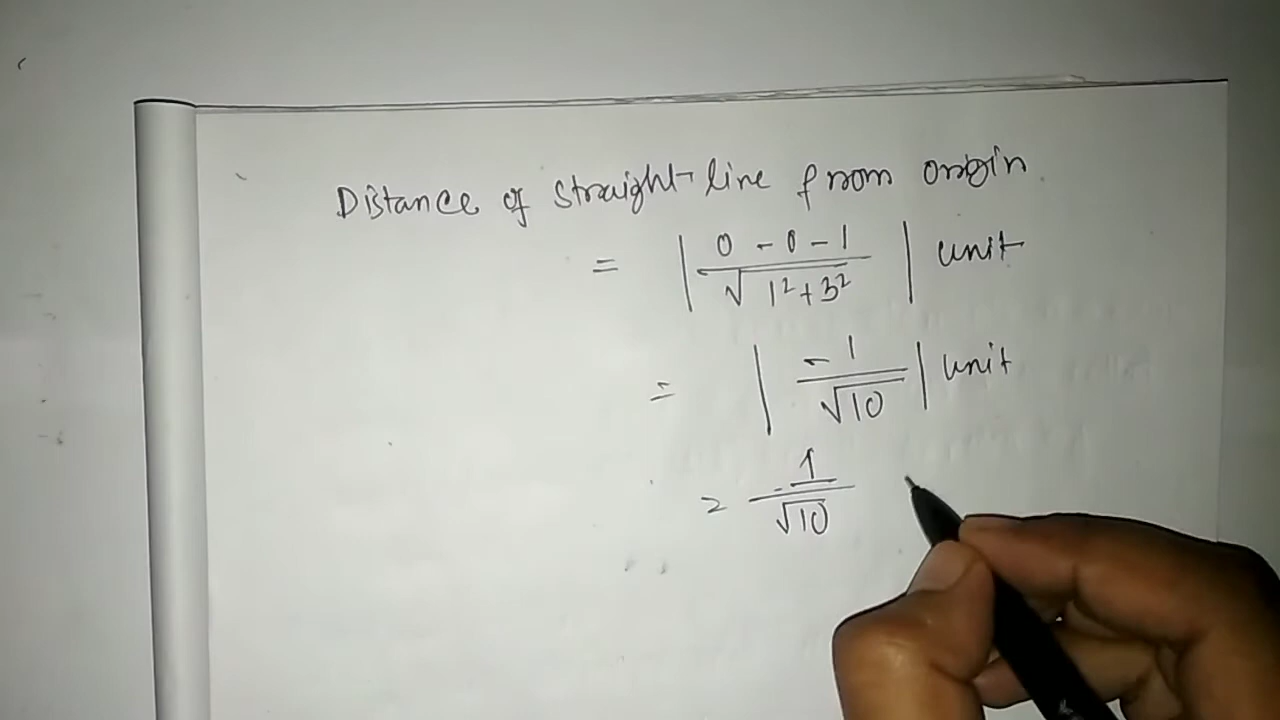 Distance of straight line from origin
= | 0 - 0 - 1 / √1²+3² | unit
= | -1 / √10 | unit
= 1 / √10